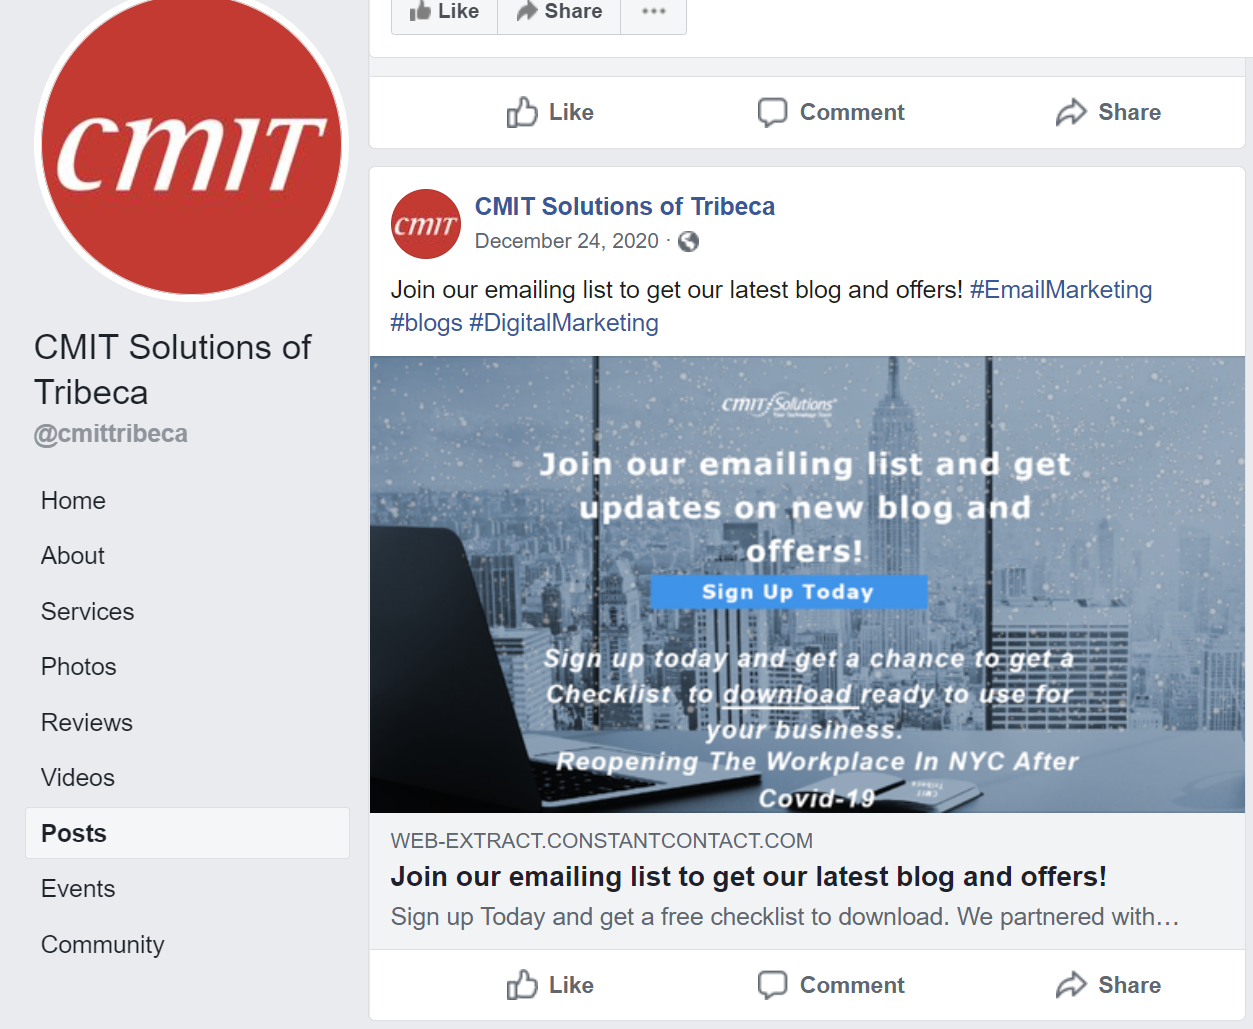 Like Share
Like Comment Share
cmIT
CMIT Solutions of
Tribeca
@cmittribeca
Home
About
Services
Photos
Reviews
Videos
Posts
Events
Community
cmIT
CMIT Solutions of Tribeca
December 24, 2020 ·
Join our emailing list to get our latest blog and offers! #EmailMarketing
#blogs #DigitalMarketing
cmIT Solutions
Your Technology Team
Join our emailing list and get
updates on new blog and
offers!
Sign Up Today
Sign up today and get a chance to get a
Checklist to download ready to use for
your business.
Reopening The Workplace In NYC After
Covid-19
WEB-EXTRACT.CONSTANTCONTACT.COM
Join our emailing list to get our latest blog and offers!
Sign up Today and get a free checklist to download. We partnered with...
Like Comment Share